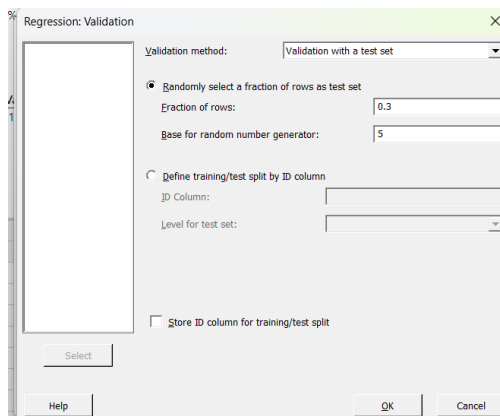 %
Regression: Validation
Validation method:
Validation with a test set
Randomly select a fraction of rows as test set
Fraction of rows:
0.3
Base for random number generator:
5
Define training/test split by ID column
ID Column:
Level for test set:
Store ID column for training/test split
Select
Help
OK
Cancel
1